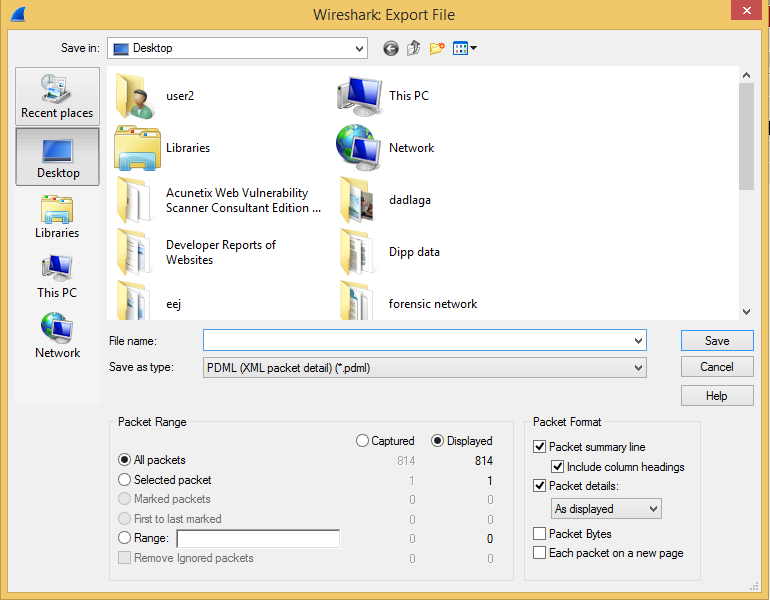 Wireshark: Export File
Save in:
Desktop
Recent places
Desktop
Libraries
This PC
Network
user2
This PC
Libraries
Network
Acunetix Web Vulnerability
Scanner Consultant Edition ...
dadlaga
Developer Reports of
Websites
Dipp data
eej
forensic network
File name:
Save
Save as type:
PDML (XML packet detail) (*.pdml)
Cancel
Help
Packet Range
Captured
Displayed
All packets
814
814
Selected packet
1
1
Marked packets
0
0
First to last marked
0
0
Range:
0
0
Remove Ignored packets
0
0
Packet Format
Packet summary line
Include column headings
Packet details:
As displayed
Packet Bytes
Each packet on a new page